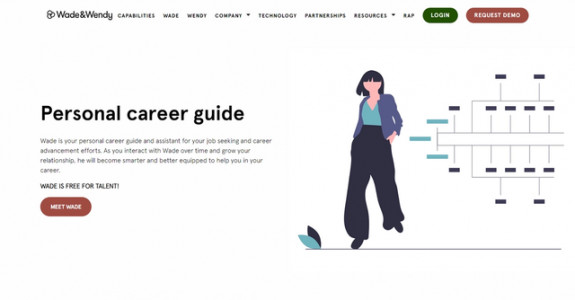 Wade&Wendy CAPABILITIES WADE WENDY COMPANY TECHNOLOGY PARTNERSHIPS RESOURCES RAP LOGIN REQUEST DEMO
Personal career guide
Wade is your personal career guide and assistant for your job seeking and career
advancement efforts. As you interact with Wade over time and grow your
relationship, he will become smarter and better equipped to help you in your
career.
WADE IS FREE FOR TALENT!
MEET WADE